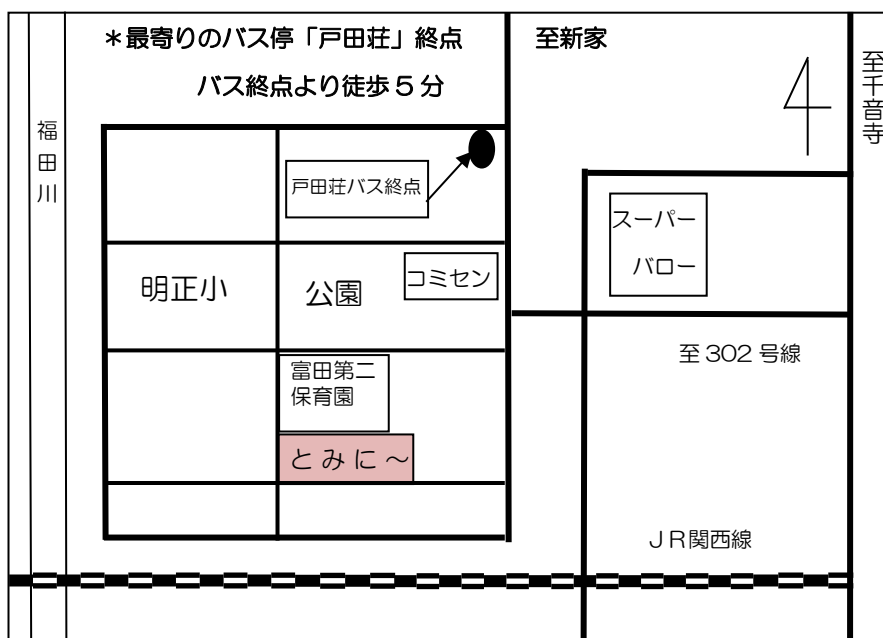 ＊最寄りのバス停「戸田荘」終点
バス終点より徒歩５分
至新家
至千音寺
福田川
戸田荘バス終点
スーパー
バロー
明正小
公園
コミセン
至302号線
富田第二
保育園
とみに～
ＪＲ関西線